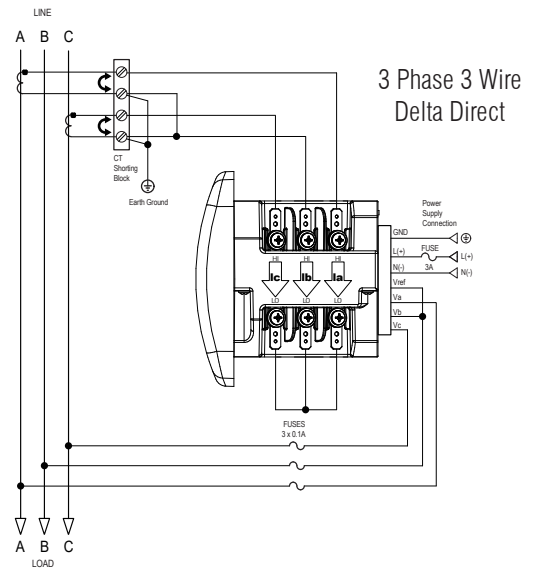 LINE
A B C
3 Phase 3 Wire
Delta Direct
CT
Shorting
Block
Earth Ground
Power
Supply
Connection
GND
L(+)
FUSE
L(+)
N(-)
3A
N(-)
Vref
Va
Vb
Vc
HI HI HI
Ic Ib Ia
LO LO LO
FUSES
3 x 0.1A
A B C
LOAD